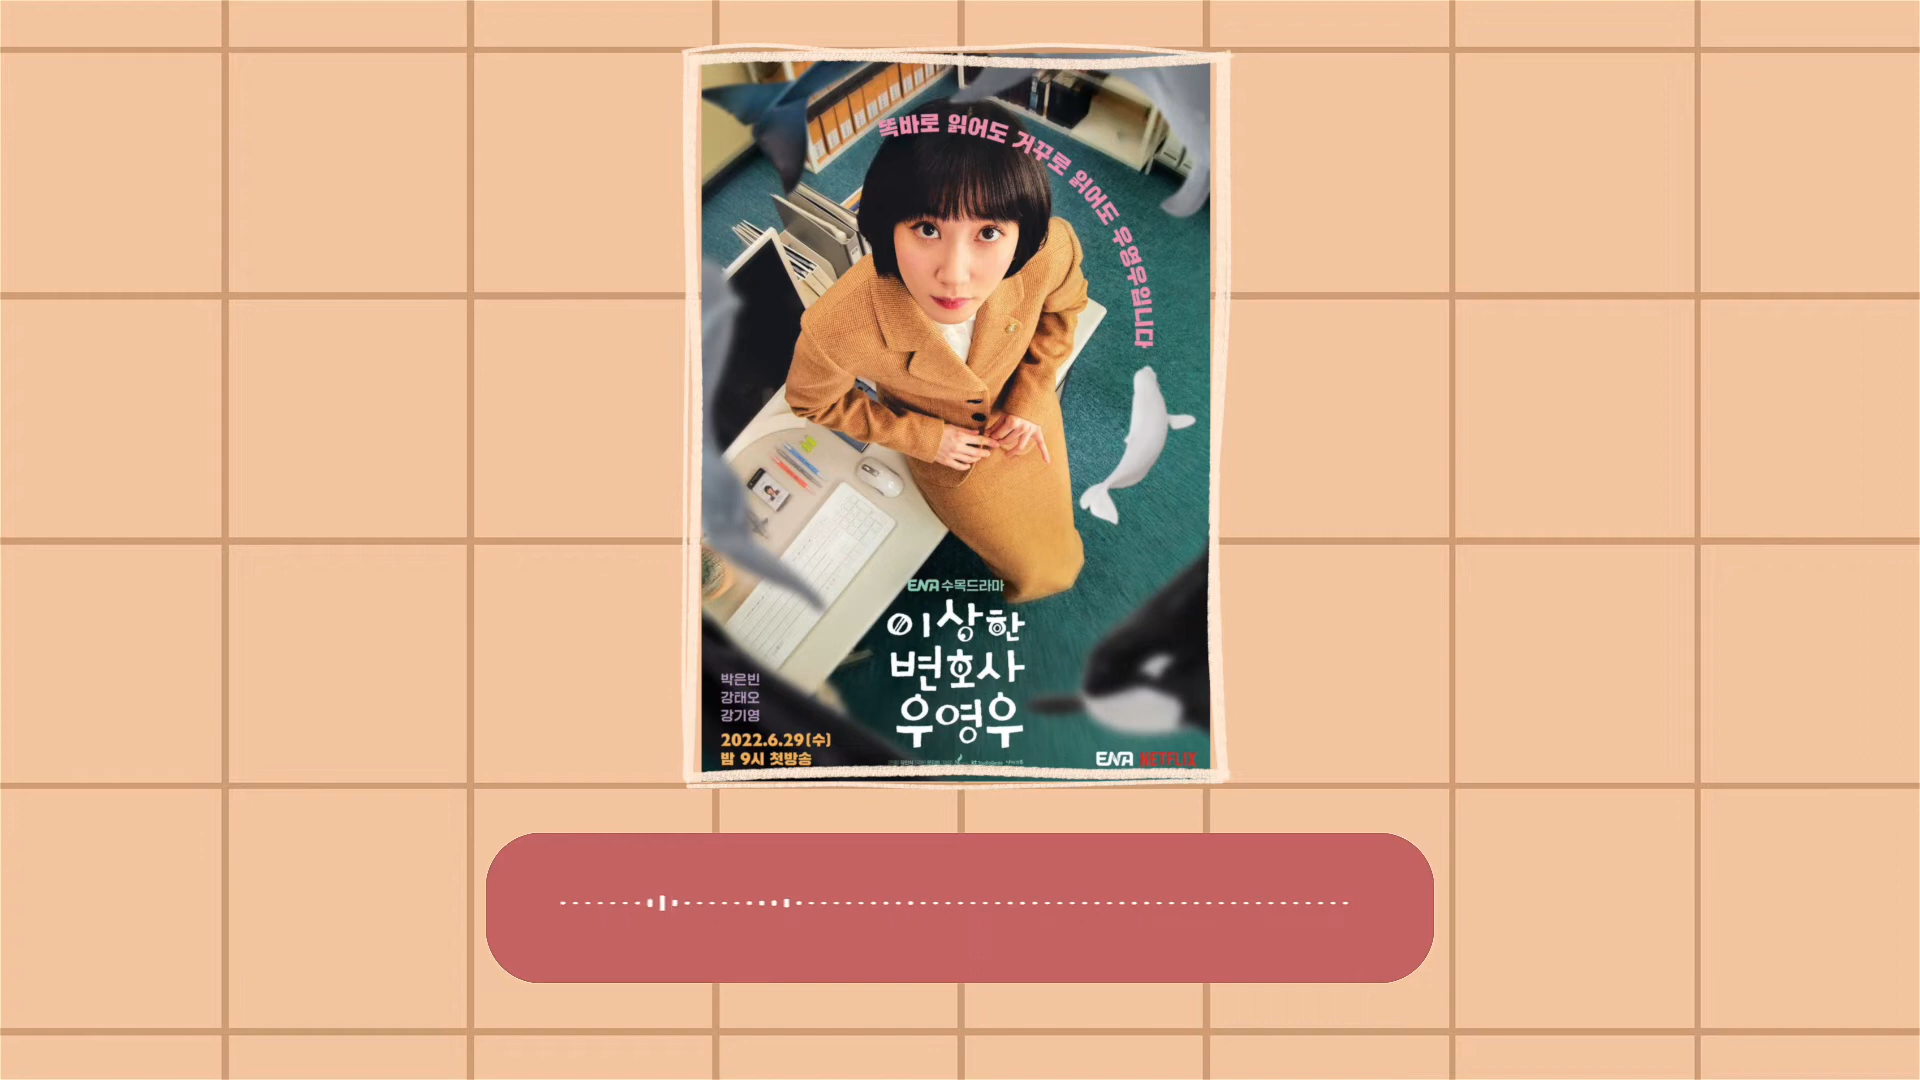 똑바로 읽어도 거꾸로 읽어도 우영우입니다
ENA 수목드라마
이상한
변호사
우영우
박은빈
강태오
강기영
2022.6.29(수)
밤 9시 첫방송
ENA NETFLIX